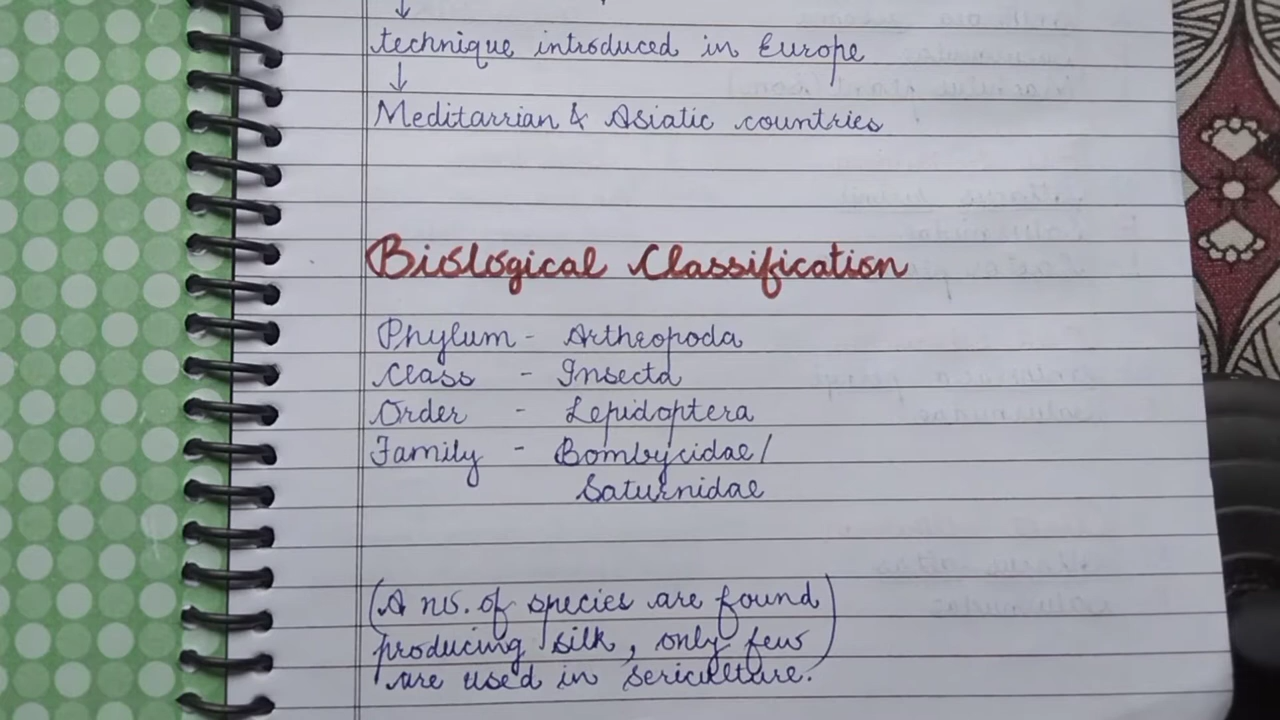 ↓
technique introduced in Europe
↓
Meditarrian & Asiatic countries
Biological Classification
Phylum - Arthropoda
Class - Insecta
Order - Lepidoptera
Family - Bombycidae/
Saturnidae
(A no. of species are found
producing silk, only few)
are used in sericulture.